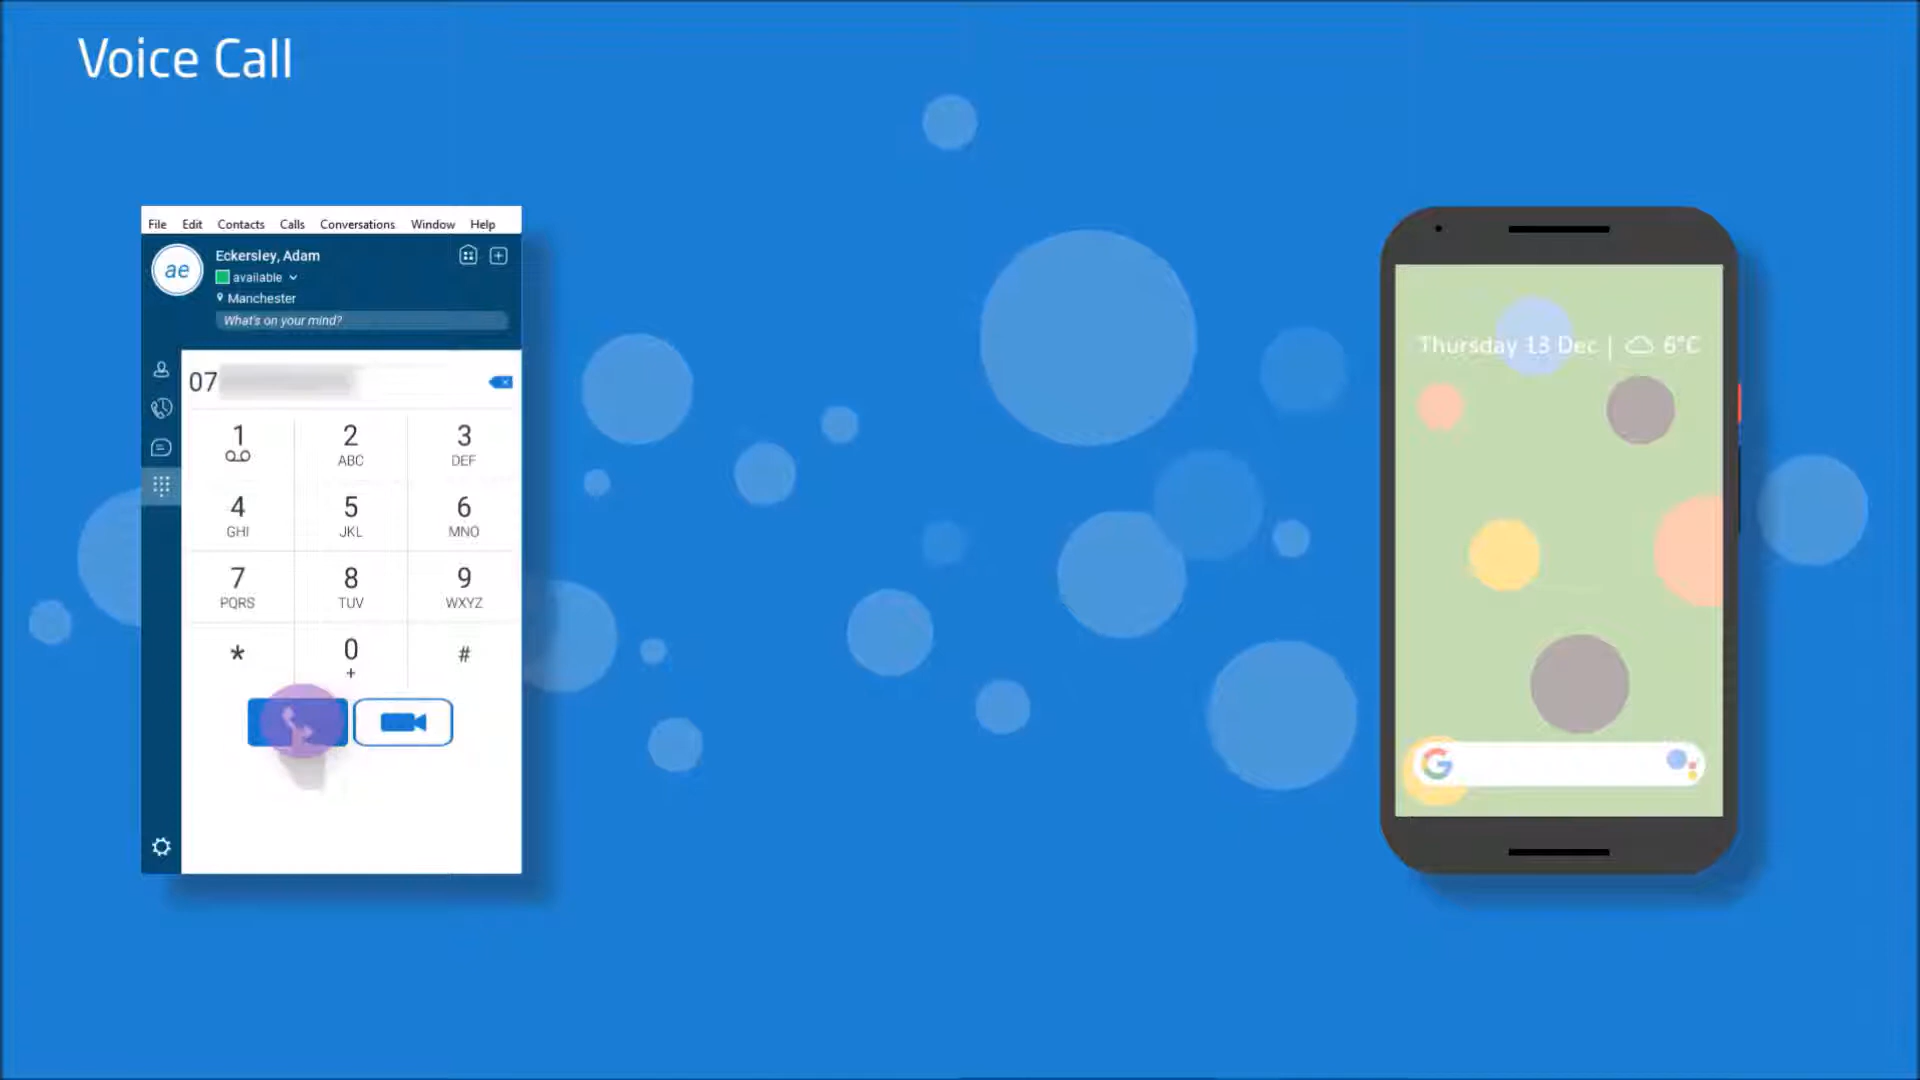 Voice Call
File Edit Contacts Calls Conversations Window Help
ae
Eckersley, Adam
available
Manchester
What's on your mind?
07
1 2 3
ABC DEF
4 5 6
GHI JKL MNO
7 8 9
PQRS TUV WXYZ
* 0 #
+
Thursday 13 Dec | 6°C
G